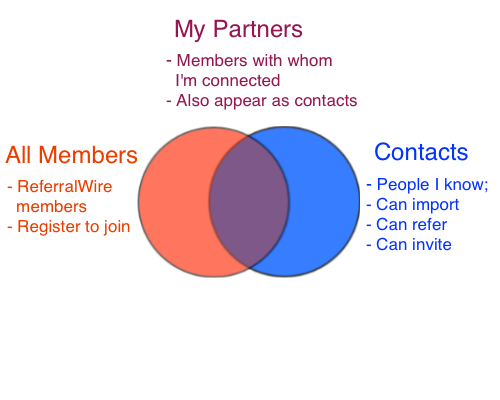 My Partners
- Members with whom
I'm connected
- Also appear as contacts
All Members
- ReferralWire
members
- Register to join
Contacts
- People I know;
- Can import
- Can refer
- Can invite